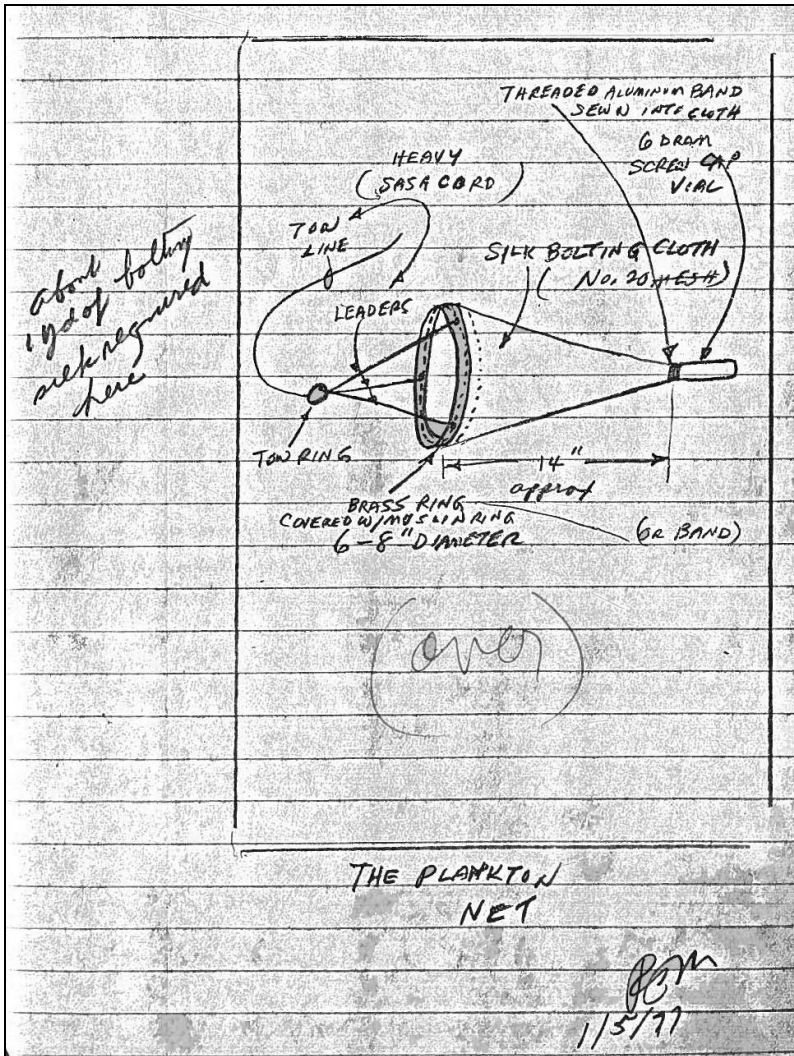 THREADED ALUMINUM BAND
SEWN INTO CLOTH
6 DRAM
SCREW CAP
VIAL
HEAVY
(SASA CORD)
TOW
LINE
SILK BOLTING CLOTH
(No. 20 MESH)
LEADERS
about
1 yd of bolting
silk required
here
TOW RING
14"
approx
BRASS RING
COVERED W/MUSLIN RING
6-8" DIAMETER
(OR BAND)
(over)
THE PLANKTON
NET
1/5/77